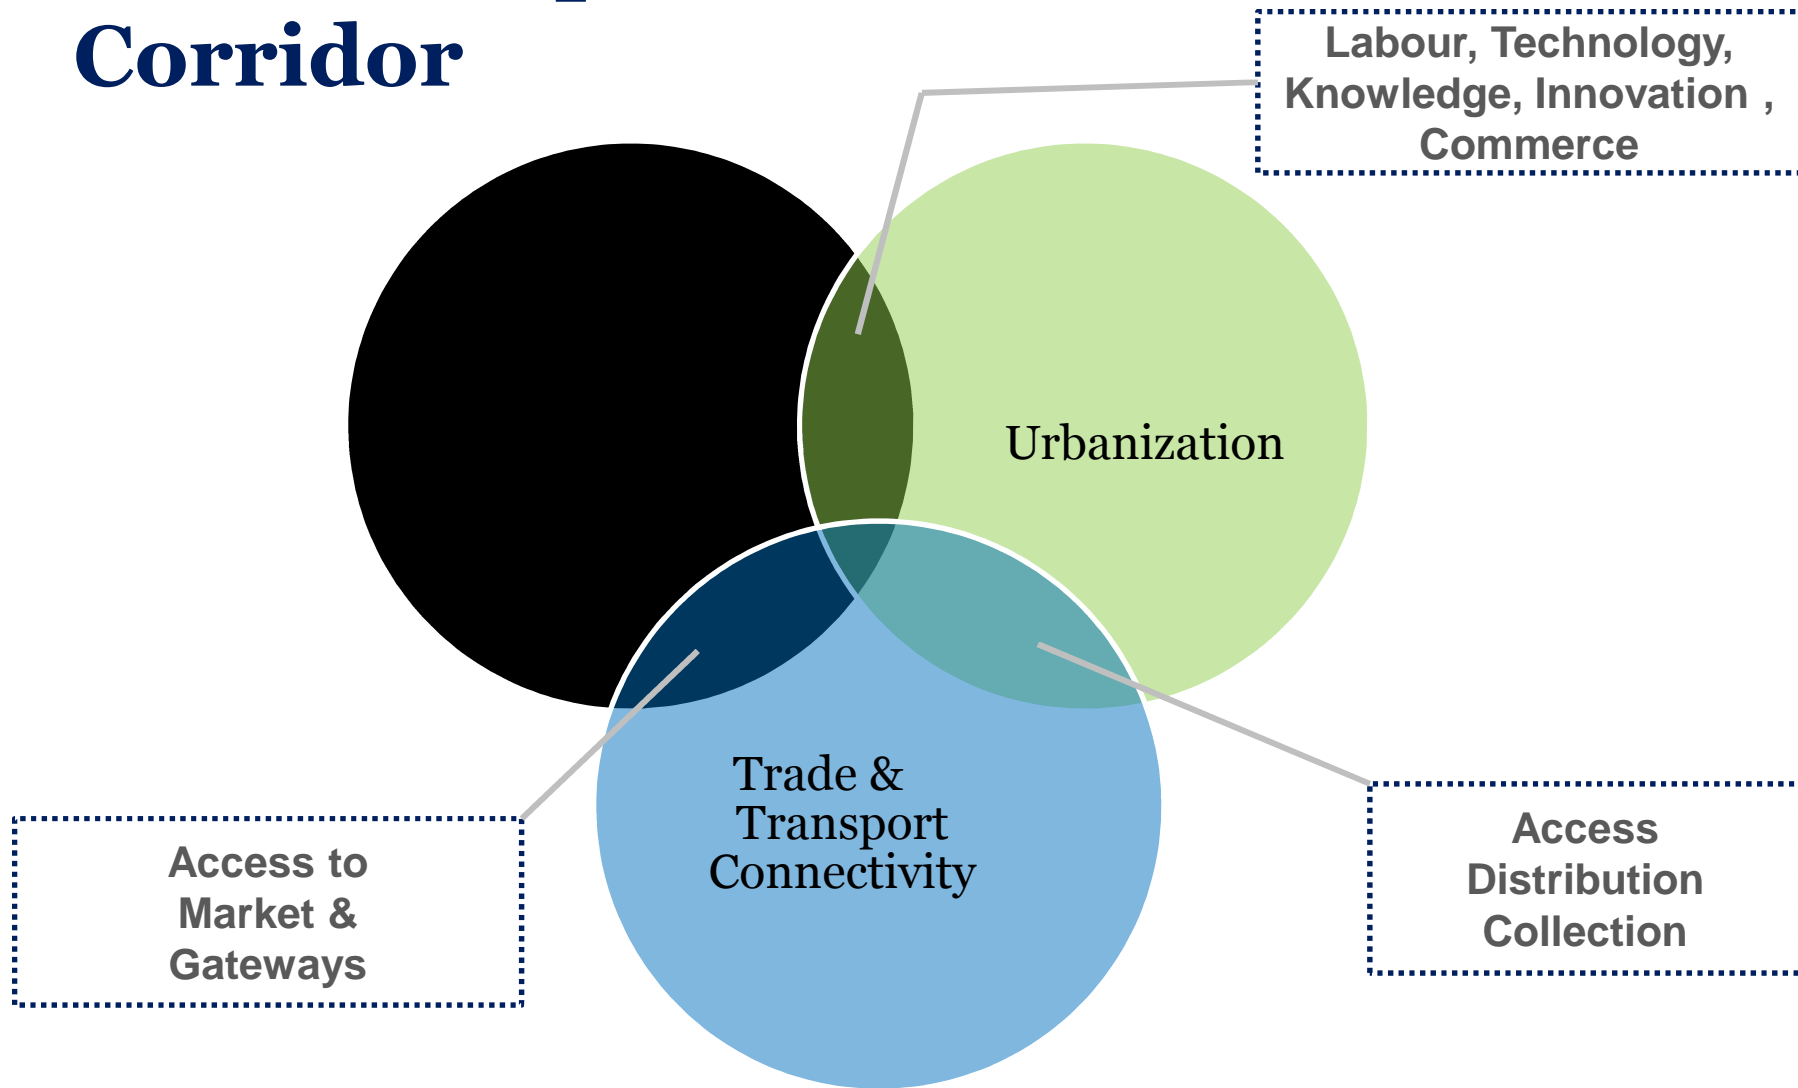 Corridor
Labour, Technology,
Knowledge, Innovation ,
Commerce
Urbanization
Trade &
Transport
Connectivity
Access to
Market &
Gateways
Access
Distribution
Collection